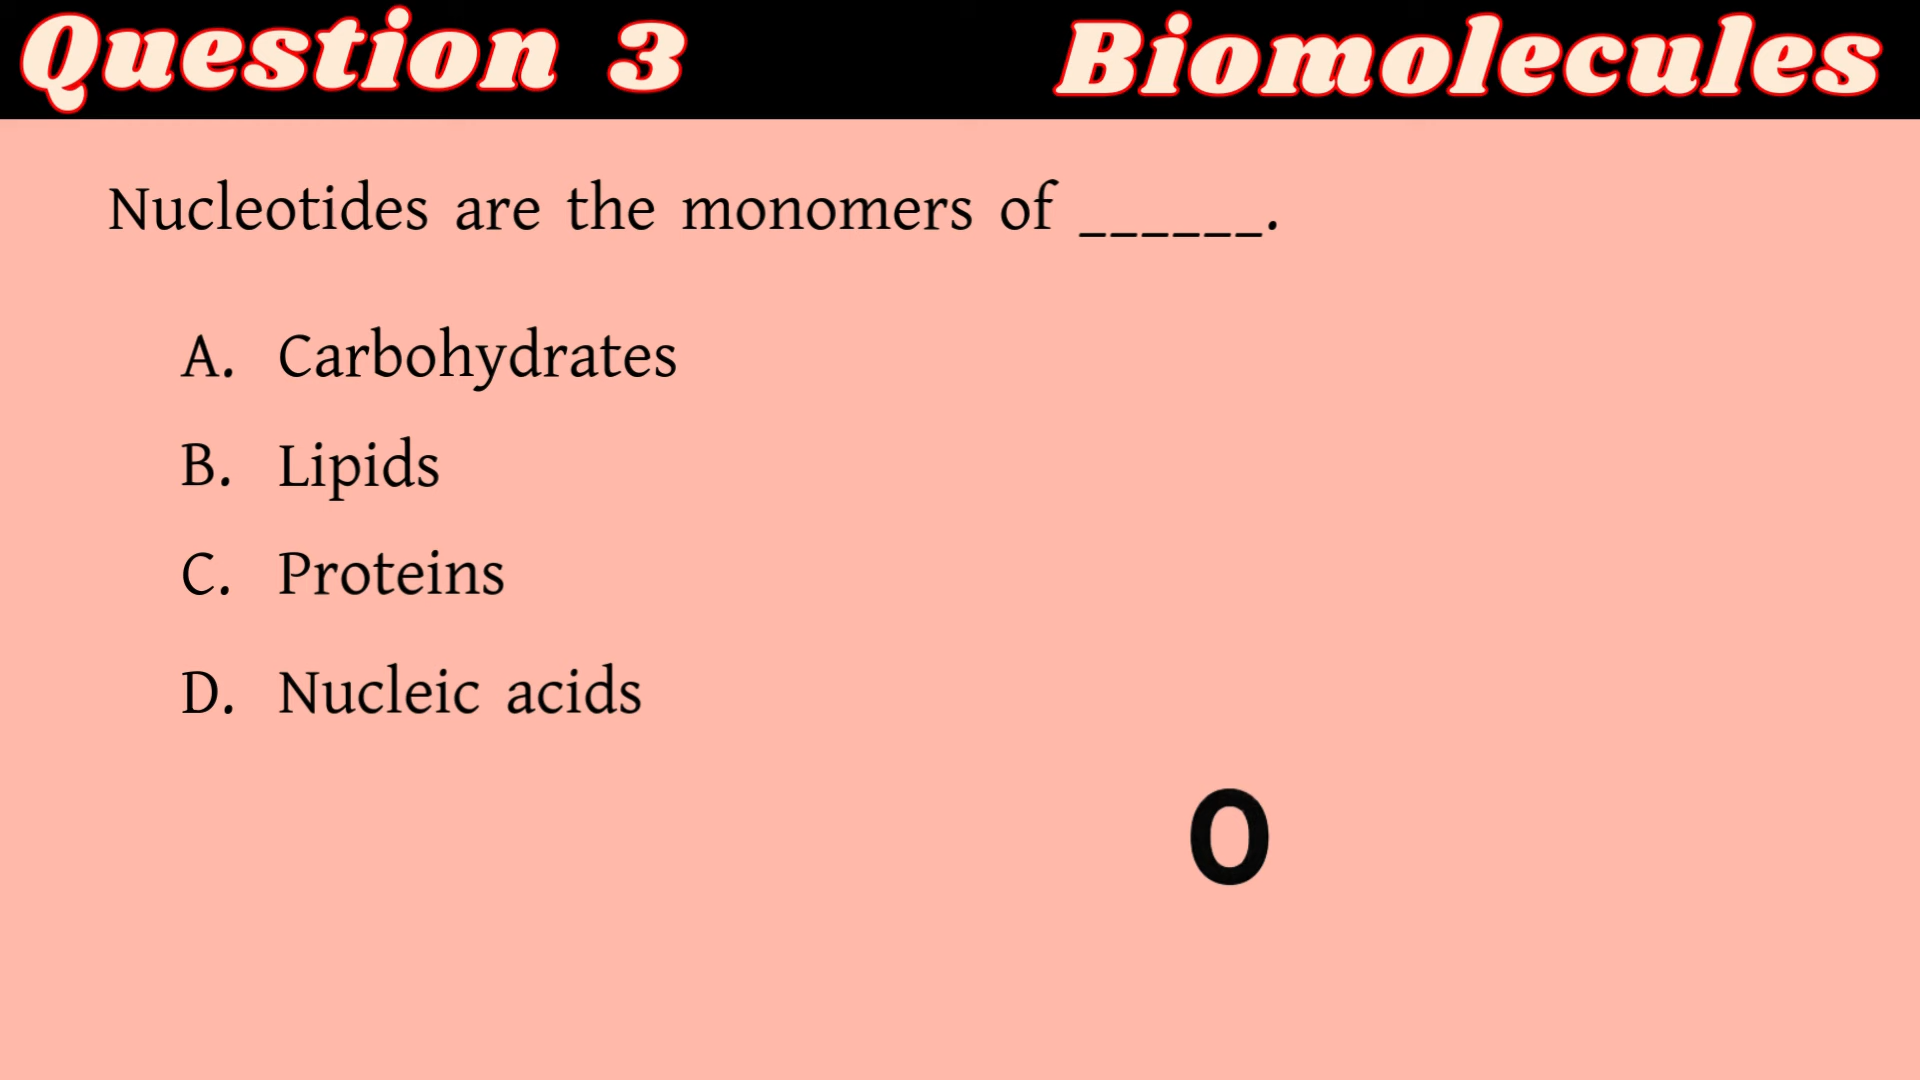 Question 3 Biomolecules
Nucleotides are the monomers of ______.
A. Carbohydrates
B. Lipids
C. Proteins
D. Nucleic acids
0